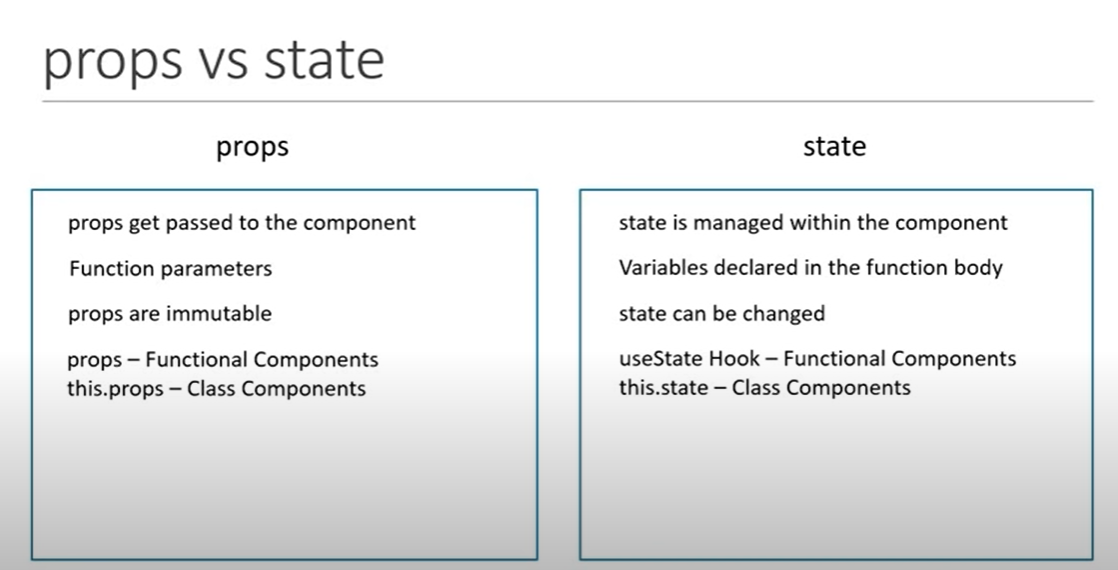 props vs state
props
props get passed to the component
Function parameters
props are immutable
props – Functional Components
this.props – Class Components
state
state is managed within the component
Variables declared in the function body
state can be changed
useState Hook – Functional Components
this.state – Class Components